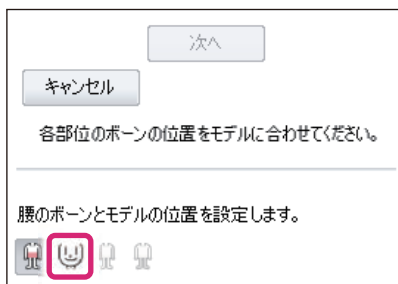 次へ
キャンセル
各部位のボーンの位置をモデルに合わせてください。
腰のボーンとモデルの位置を設定します。